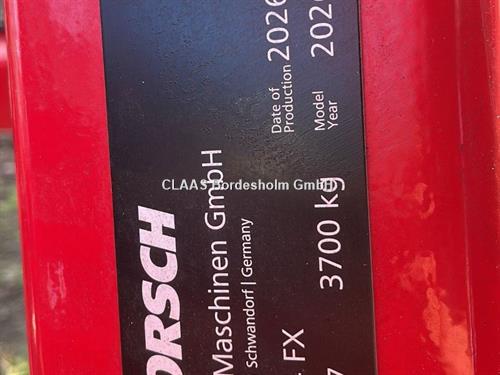 ORSCH
Maschinen GmbH
Schwandorf | Germany
Date of Production 2026
FX
Model Year
3700 kg
CLAAS Bordesholm GmbH